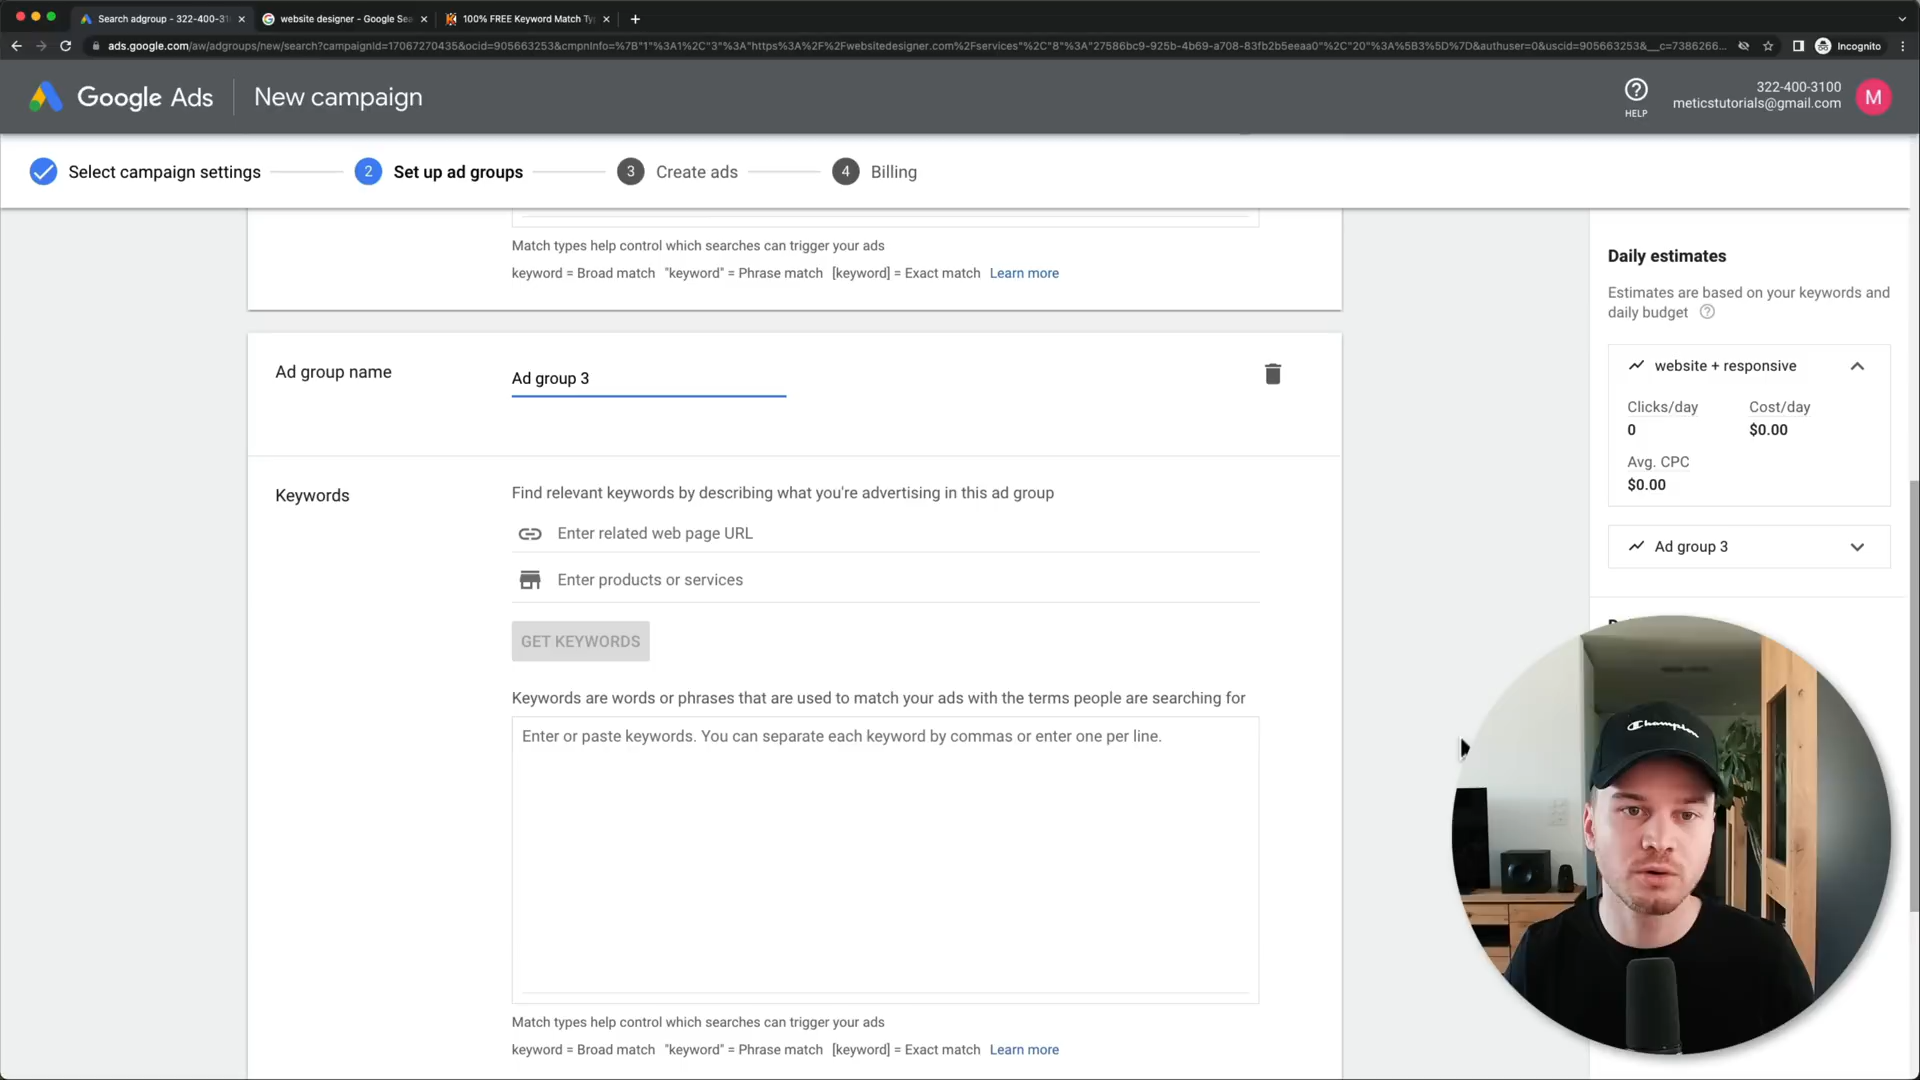 Search adgroup - 322-400-31
website designer - Google Sea
100% FREE Keyword Match Ty
ads.google.com/aw/adgroups/new/search?campaignId=17067270435&ocid=905663253&cmpnInfo=%7B"1"%3A1%2C"3"%3A"https%3A%2F%2Fwebsitedesigner.com%2Fservices"%2C"8"%3A"27586bc9-925b-4b69-a708-83fb2b5eeaa0"%2C"20"%3A%5B3%5D%7D&authuser=0&uscid=905663253&__c=7386266...
Incognito
Google Ads
New campaign
HELP
322-400-3100
meticstutorials@gmail.com
M
Select campaign settings
2 Set up ad groups
3 Create ads
4 Billing
Match types help control which searches can trigger your ads
keyword = Broad match "keyword" = Phrase match [keyword] = Exact match Learn more
Ad group name
Ad group 3
Keywords
Find relevant keywords by describing what you're advertising in this ad group
Enter related web page URL
Enter products or services
GET KEYWORDS
Keywords are words or phrases that are used to match your ads with the terms people are searching for
Enter or paste keywords. You can separate each keyword by commas or enter one per line.
Match types help control which searches can trigger your ads
keyword = Broad match "keyword" = Phrase match [keyword] = Exact match Learn more
Daily estimates
Estimates are based on your keywords and
daily budget
website + responsive
Clicks/day Cost/day
0 $0.00
Avg. CPC
$0.00
Ad group 3
Champion